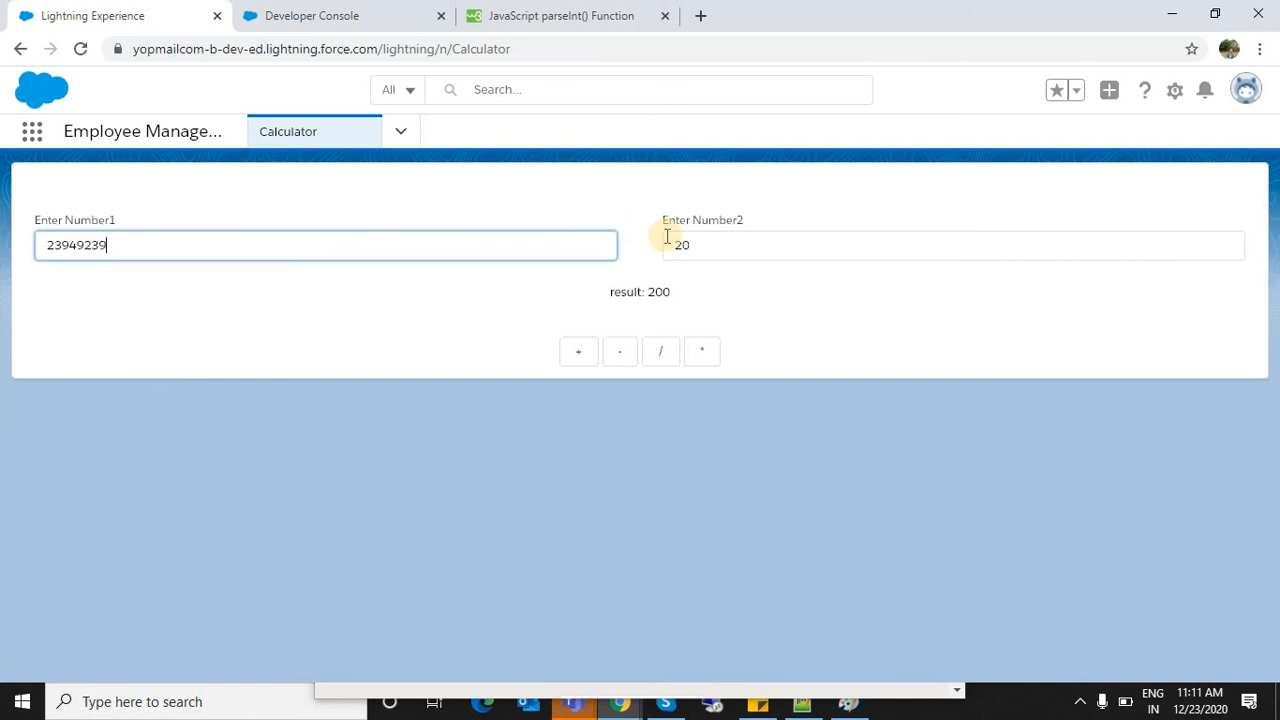 Lightning Experience
Developer Console
JavaScript parseInt() Function
yopmailcom-b-dev-ed.lightning.force.com/lightning/n/Calculator
All
Search...
Employee Manage...
Calculator
Enter Number1
Enter Number2
23949239
20
result: 200
+ - / *
Type here to search
ENG
IN
11:11 AM
12/23/2020